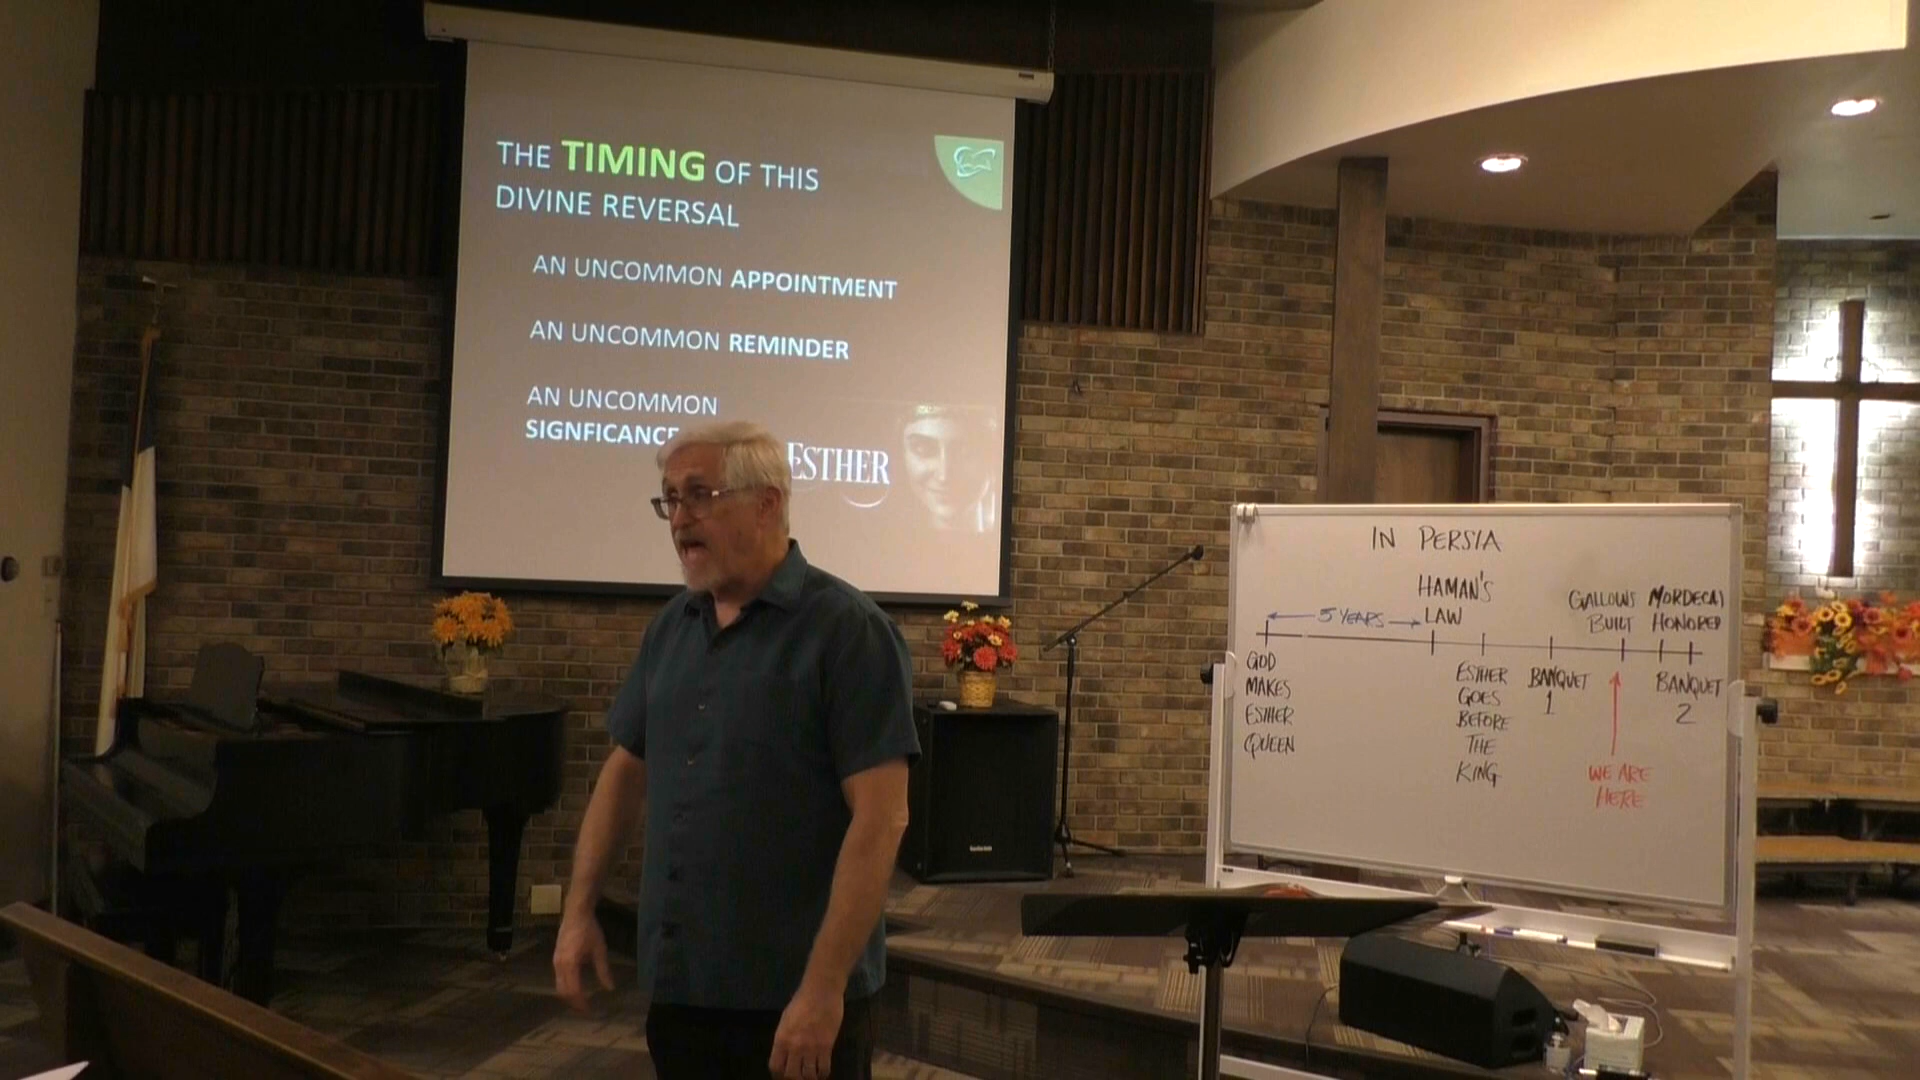 THE TIMING OF THIS
DIVINE REVERSAL
AN UNCOMMON APPOINTMENT
AN UNCOMMON REMINDER
AN UNCOMMON
SIGNFICANCE
ESTHER
IN PERSIA
HAMAN'S
LAW
5 YEARS
GALLOWS
BUILT
MORDECAI
HONORED
GOD
MAKES
ESTHER
QUEEN
ESTHER
GOES
BEFORE
THE
KING
BANQUET
1
BANQUET
2
WE ARE
HERE